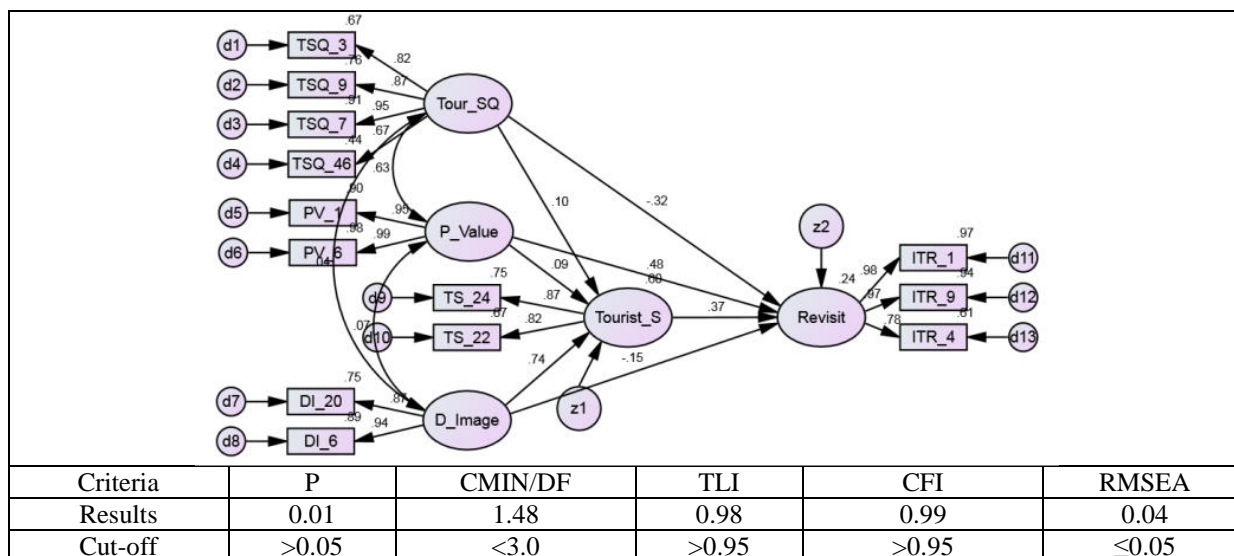 .67
d1 TSQ_3
.82
.76
d2 TSQ_9 .87
.91
d3 TSQ_7 .95
Tour_SQ
.44 .67
d4 TSQ_46
.63
.90
d5 PV_1 .95
.10
-.32
P_Value
z2
.98
d6 PV_6 .99
.97
ITR_1 d11
.09 .48
.24 .98
.94
.75
d9 TS_24 .87
.60
ITR_9 d12
.97
.67
d10 TS_22 .82
Tourist_S .37 Revisit
.61
.78 ITR_4 d13
.07
.74 -.15
.75
d7 DI_20 .87
z1
.89
D_Image
d8 DI_6 .94
Criteria P CMIN/DF TLI CFI RMSEA
Results 0.01 1.48 0.98 0.99 0.04
Cut-off >0.05 <3.0 >0.95 >0.95 ≤0.05